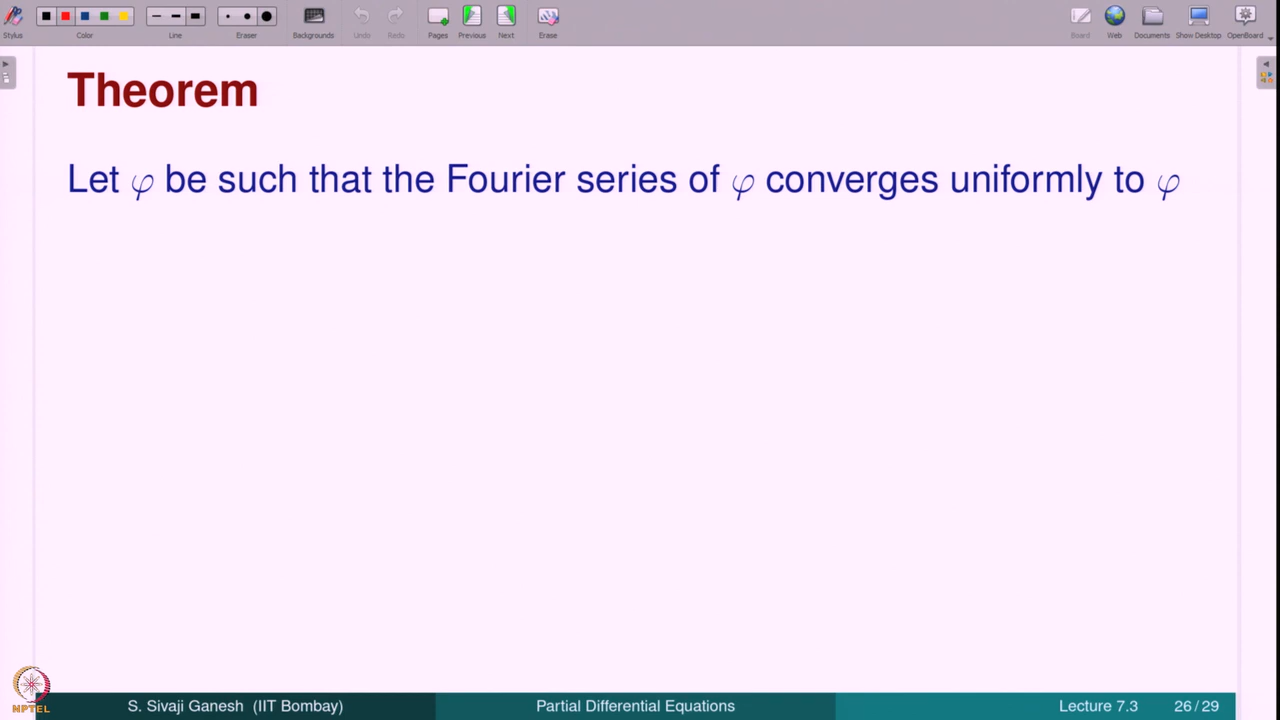 Stylus
Color
Line
Eraser
Backgrounds
Undo
Redo
Pages
Previous
Next
Erase
Board
Web
Documents
Show Desktop
OpenBoard
Theorem
Let φ be such that the Fourier series of φ converges uniformly to φ
NPTEL
S. Sivaji Ganesh (IIT Bombay)
Partial Differential Equations
Lecture 7.3
26/29